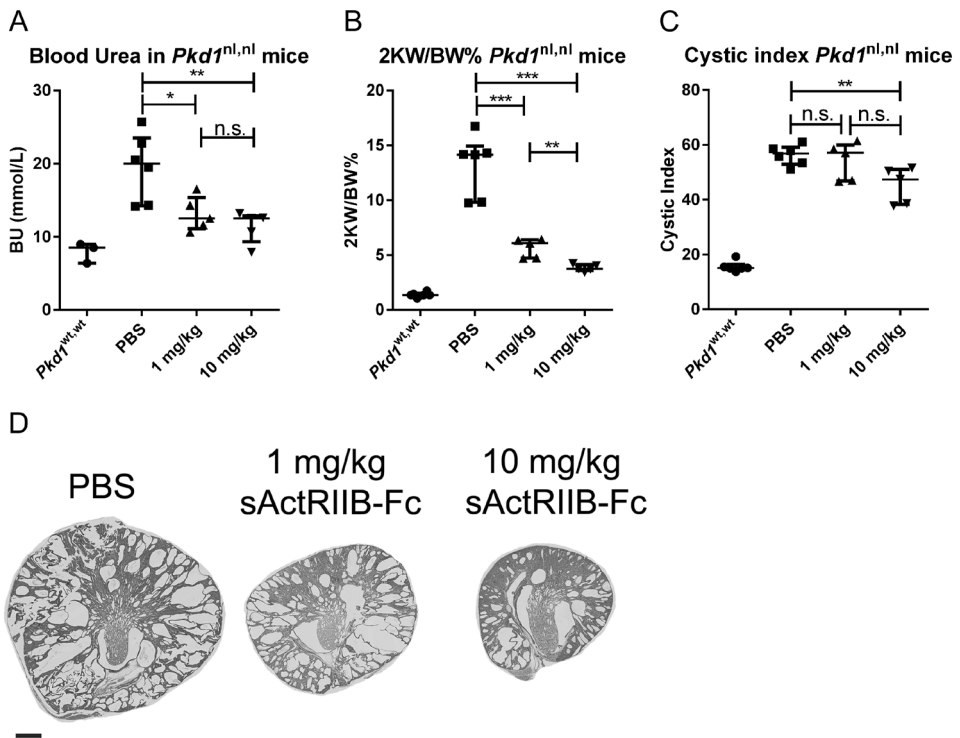 A
Blood Urea in Pkd1nl,nl mice
**
*
n.s.
30
20
10
0
BU (mmol/L)
Pkd1wt,wt
PBS
1 mg/kg
10 mg/kg
B
2KW/BW% Pkd1nl,nl mice
***
***
**
20
15
10
5
0
2KW/BW%
Pkd1wt,wt
PBS
1 mg/kg
10 mg/kg
C
Cystic index Pkd1nl,nl mice
**
n.s.
n.s.
80
60
40
20
0
Cystic Index
Pkd1wt,wt
PBS
1 mg/kg
10 mg/kg
D
PBS
1 mg/kg
sActRIIB-Fc
10 mg/kg
sActRIIB-Fc